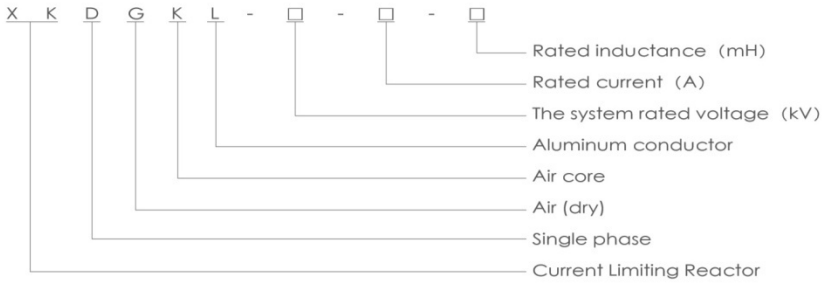 X K D G K L - □ - □ - □
Rated inductance（mH）
Rated current（A）
The system rated voltage（kV）
Aluminum conductor
Air core
Air (dry)
Single phase
Current Limiting Reactor